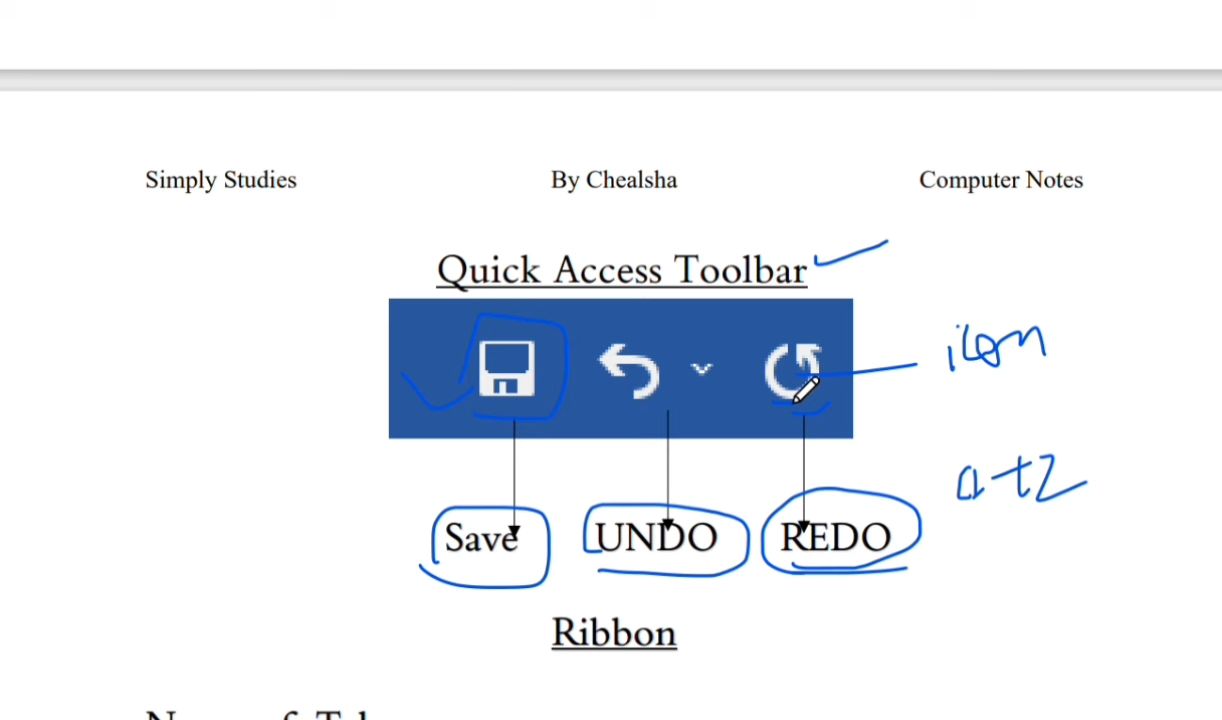 Simply Studies By Chealsha Computer Notes
Quick Access Toolbar
icon
Save UNDO REDO
Ribbon